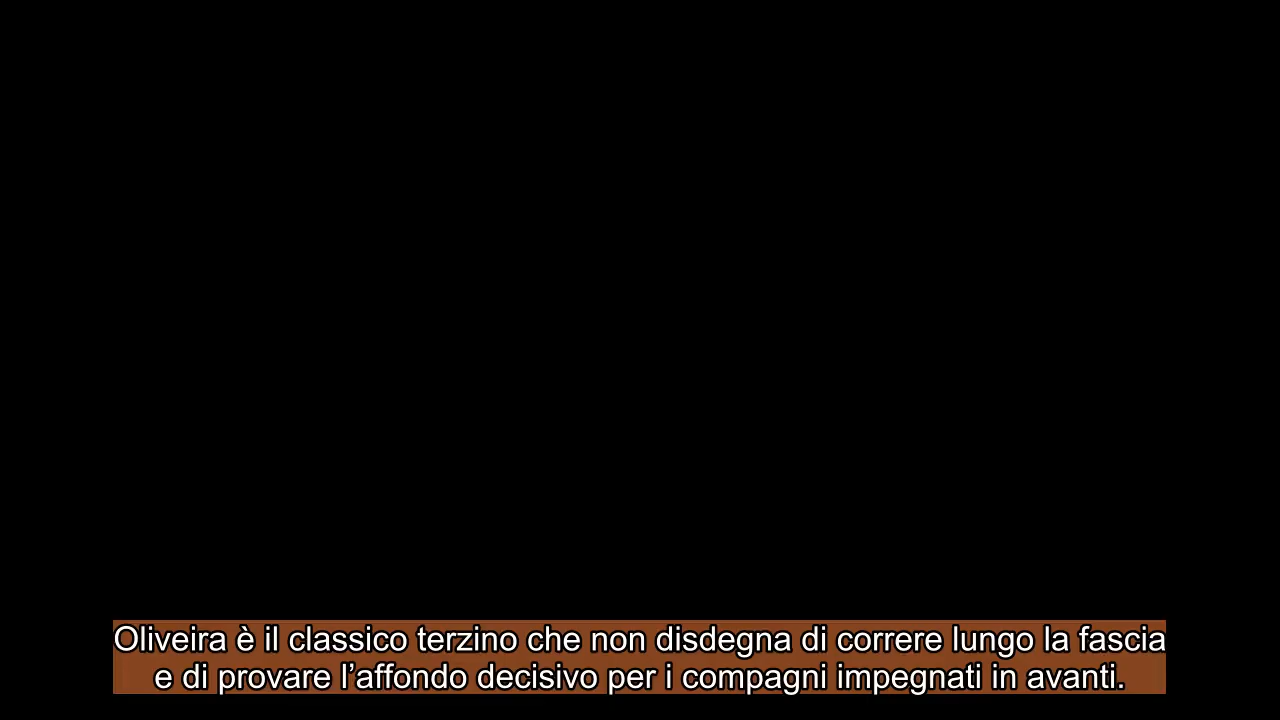 Oliveira è il classico terzino che non disdegna di correre lungo la fascia
e di provare l’affondo decisivo per i compagni impegnati in avanti.